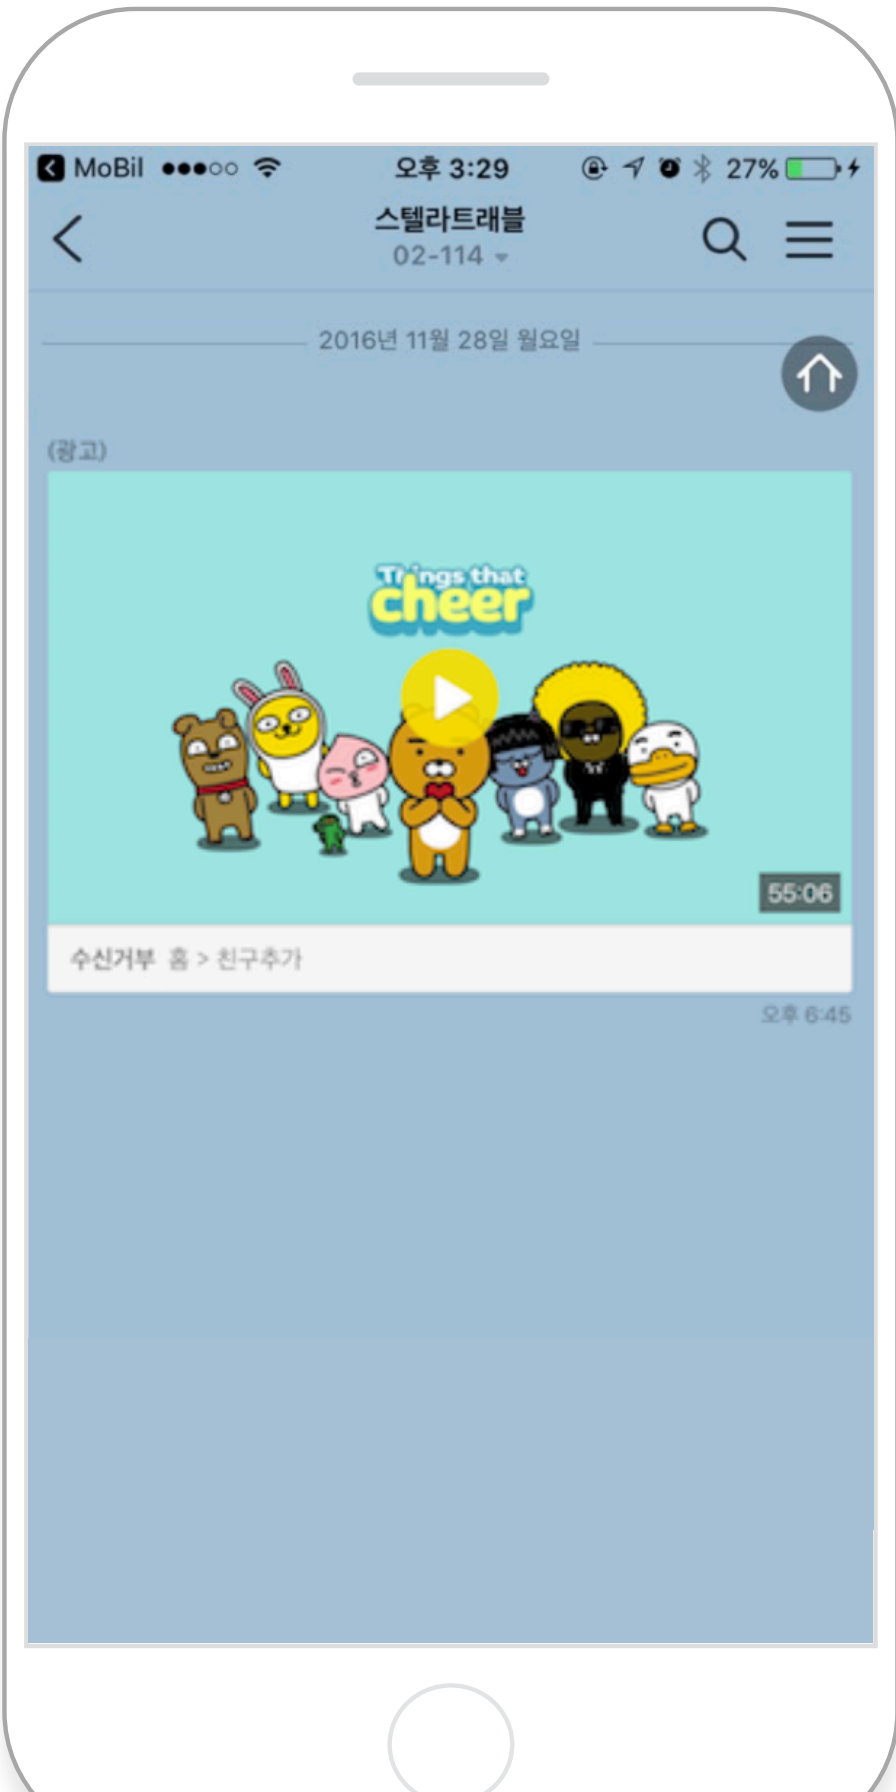 MoBil
오후 3:29
27%
스텔라트래블
02-114
2016년 11월 28일 월요일
(광고)
Things that
cheer
55:06
수신거부 홈 > 친구추가
오후 6:45